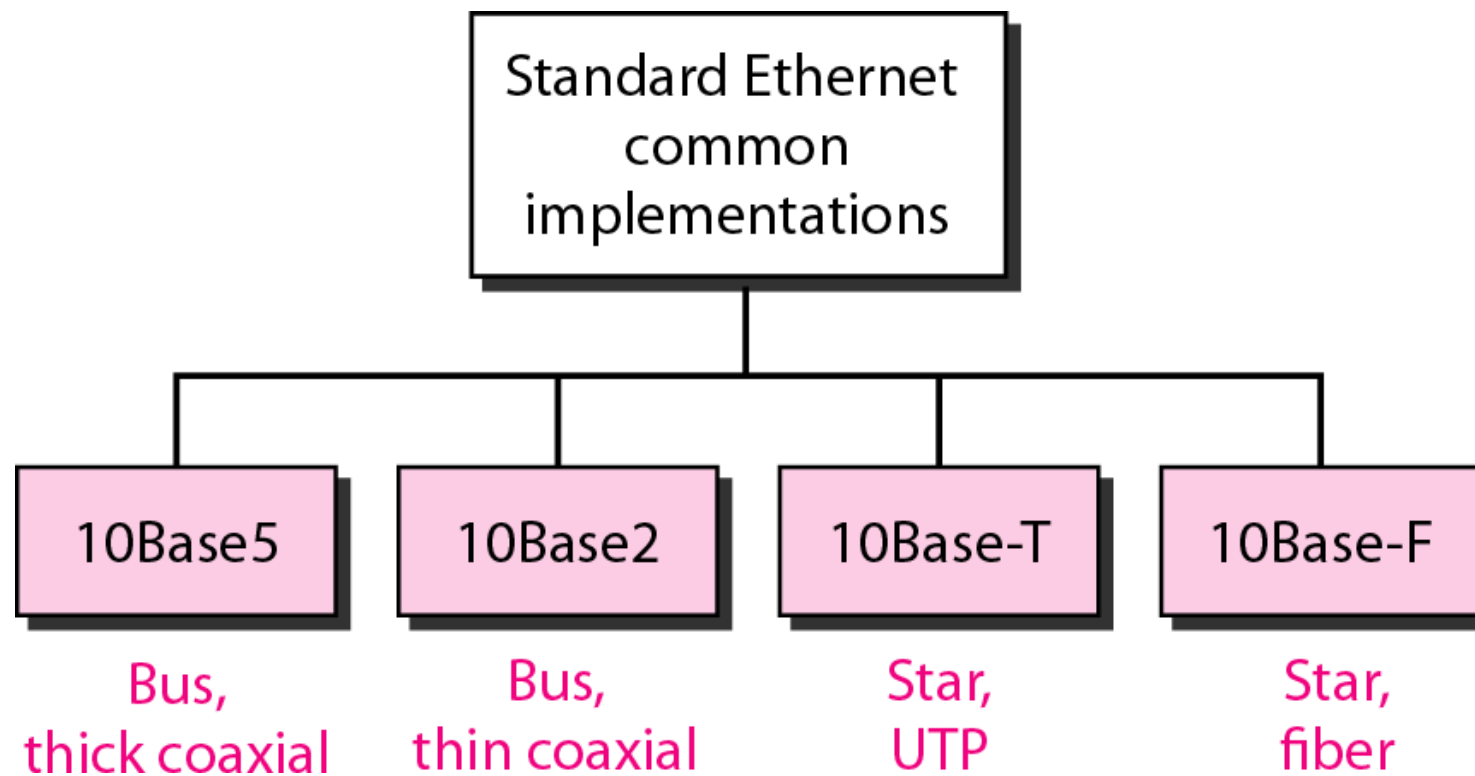 Standard Ethernet
common
implementations
10Base5
10Base2
10Base-T
10Base-F
Bus,
thick coaxial
Bus,
thin coaxial
Star,
UTP
Star,
fiber